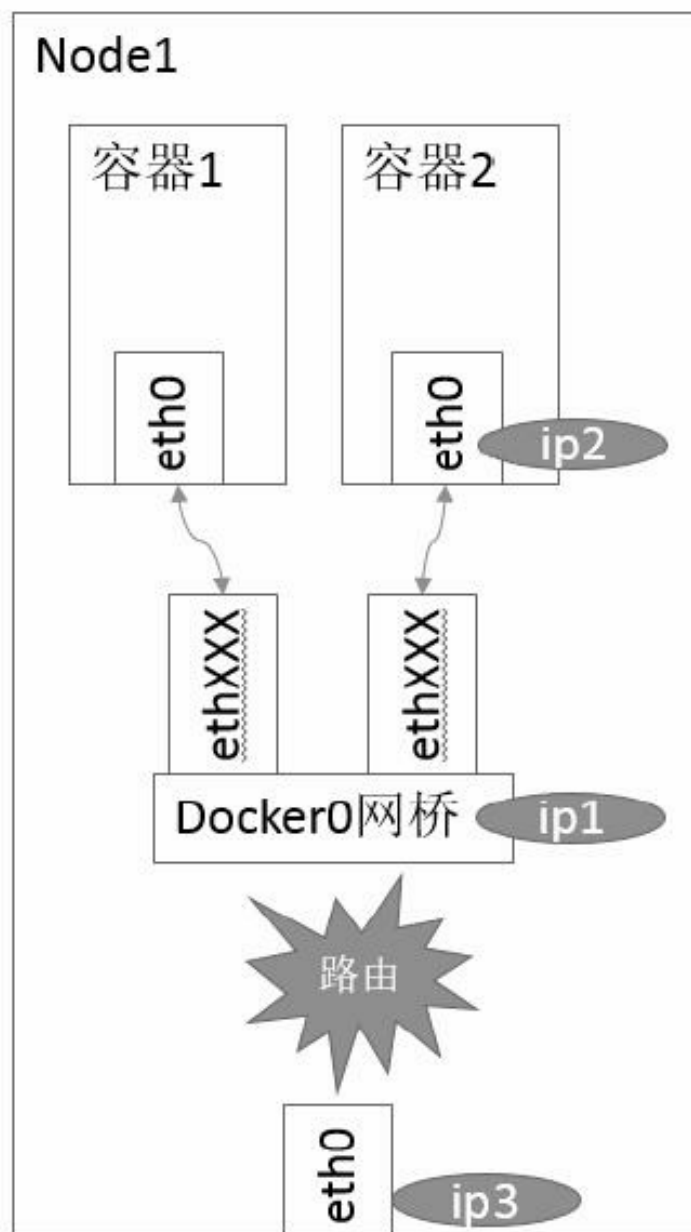 Node1
容器1
容器2
eth0
eth0
ip2
ethXXX
ethXXX
Docker0网桥
ip1
路由
eth0
ip3